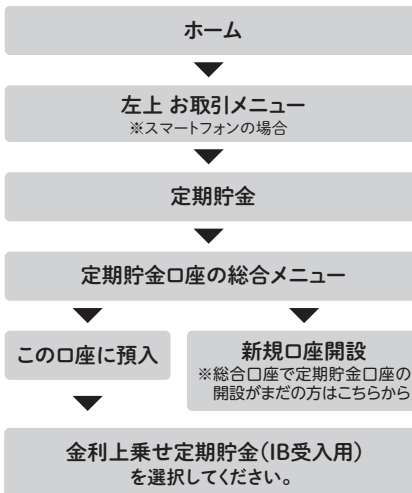 ホーム
左上 お取引メニュー
※スマートフォンの場合
定期貯金
定期貯金口座の総合メニュー
この口座に預入
新規口座開設
※総合口座で定期貯金口座の
開設がまだの方はこちらから
金利上乗せ定期貯金(IB受入用)
を選択してください。